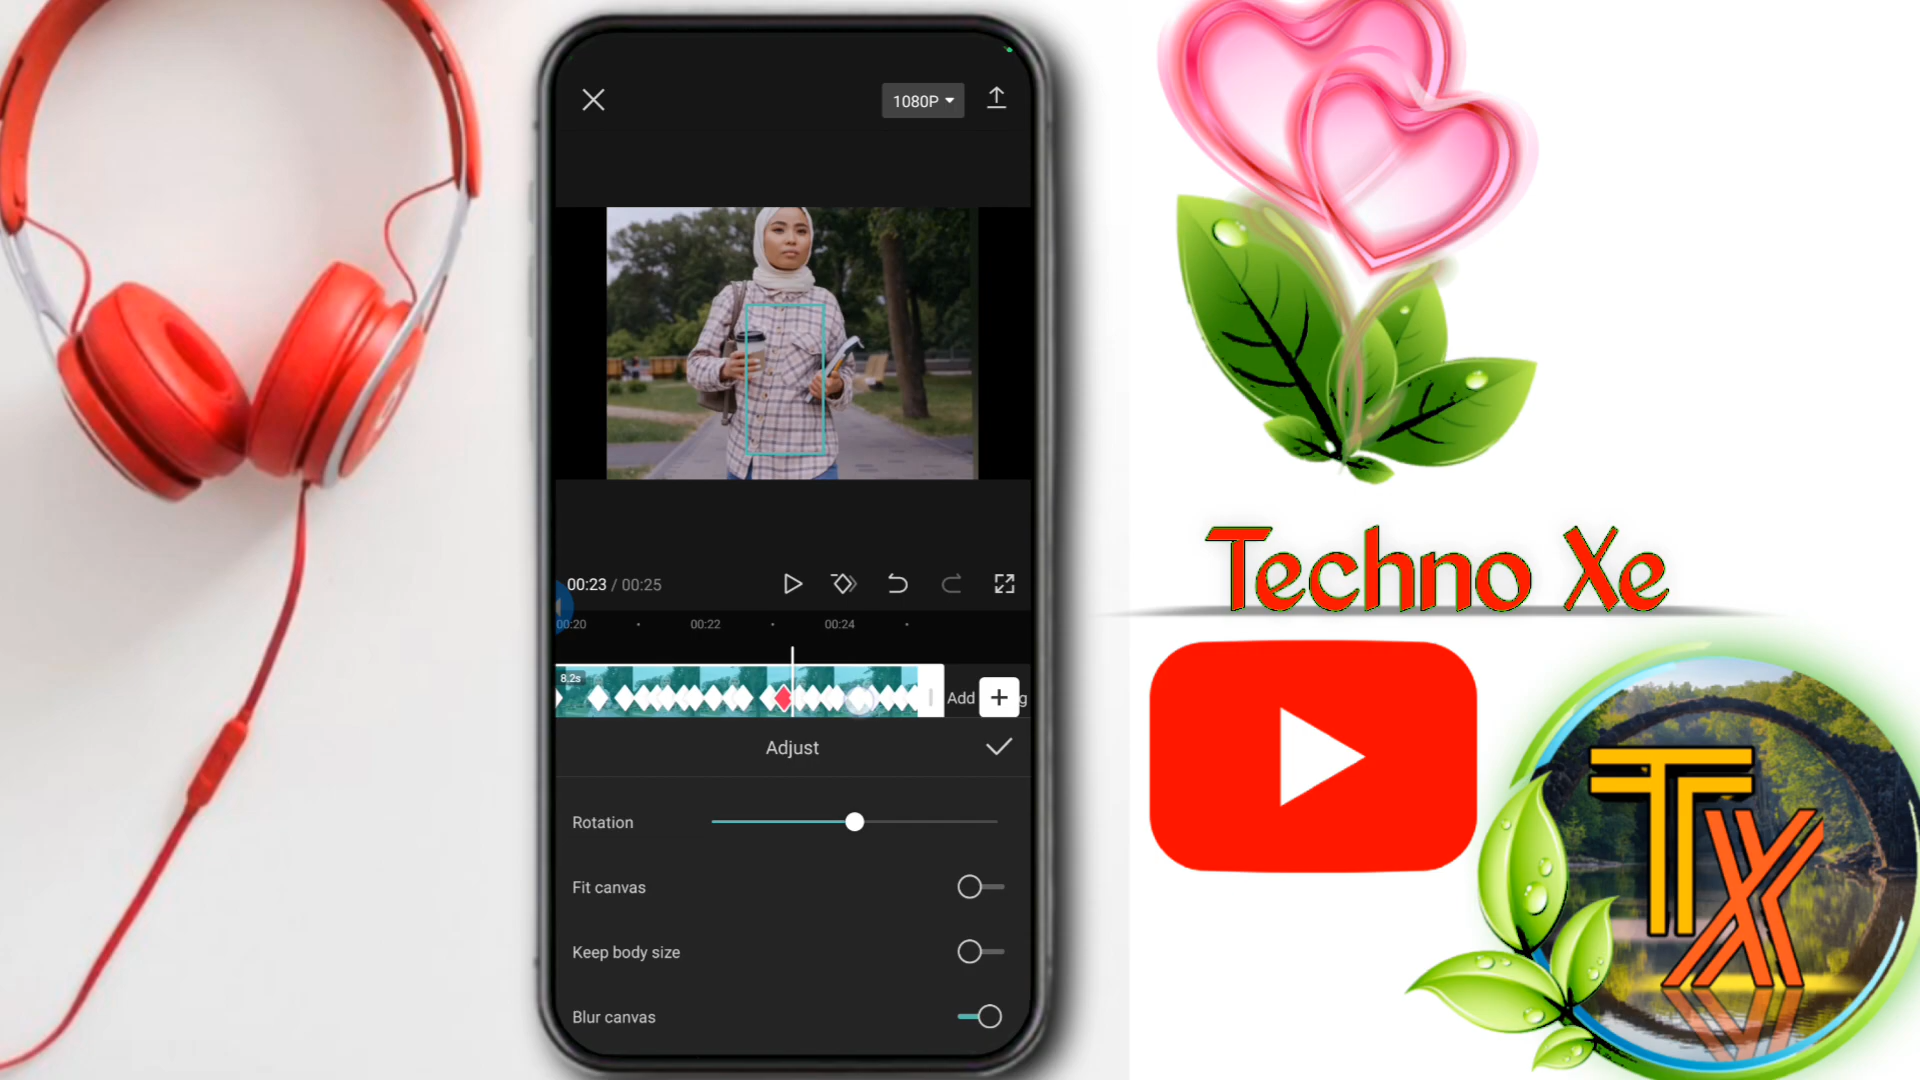 1080P
00:23 / 00:25
00:20
00:22
00:24
8.2s
Add
g
Adjust
Rotation
Fit canvas
Keep body size
Blur canvas
Techno Xe
TX